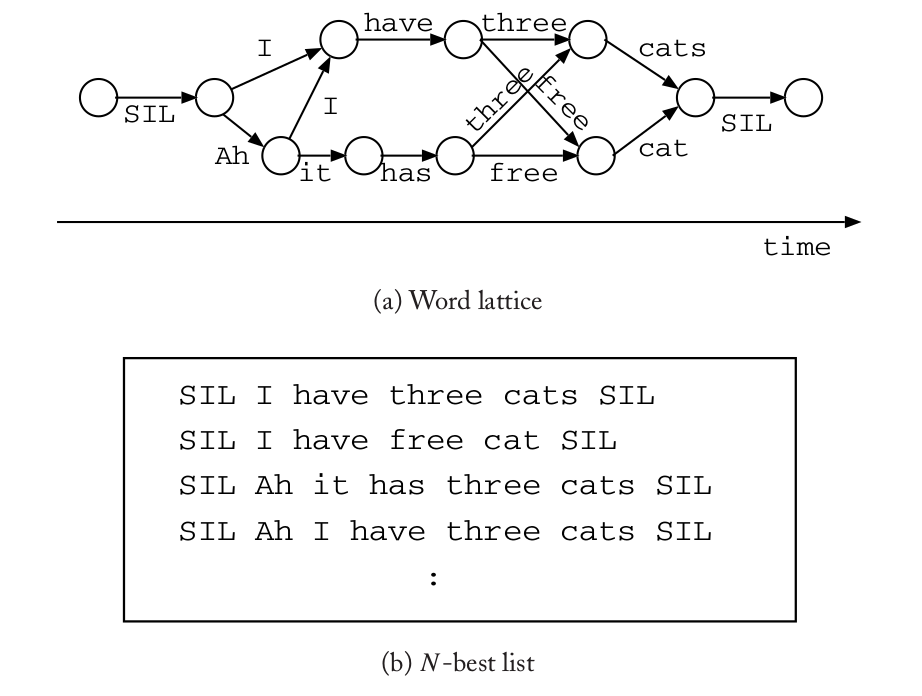 I
have
three
cats
SIL
I
three
free
SIL
Ah
it
has
free
cat
time
(a) Word lattice
SIL I have three cats SIL
SIL I have free cat SIL
SIL Ah it has three cats SIL
SIL Ah I have three cats SIL
:
(b) N-best list